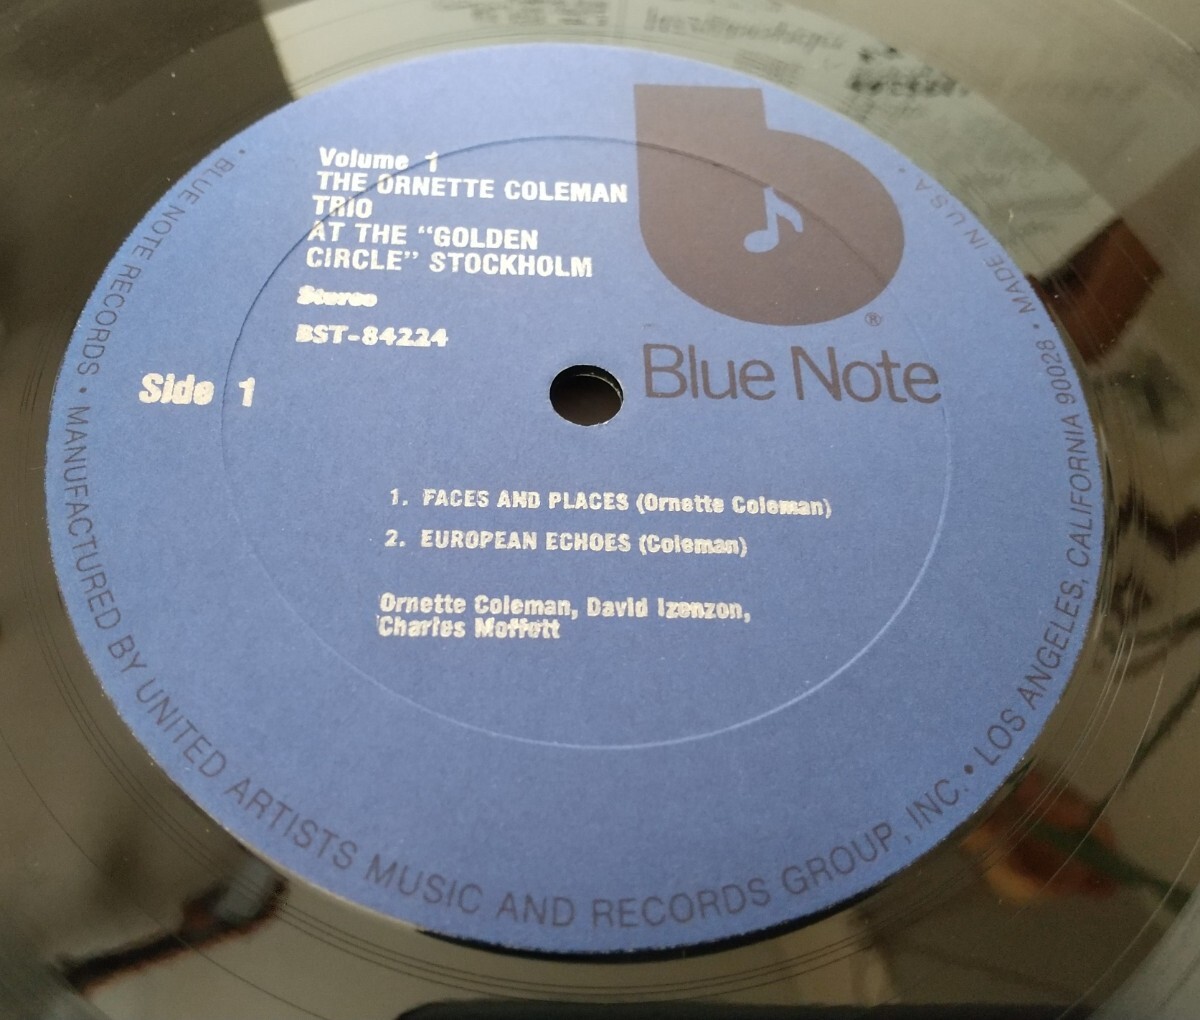 Volume 1
THE ORNETTE COLEMAN
TRIO
AT THE “GOLDEN
CIRCLE” STOCKHOLM
Stereo
BST-84224
Side 1
®
Blue Note
1. FACES AND PLACES (Ornette Coleman)
2. EUROPEAN ECHOES (Coleman)
Ornette Coleman, David Izenzon,
Charles Moffett
• BLUE NOTE RECORDS • MANUFACTURED BY UNITED ARTISTS MUSIC AND RECORDS GROUP, INC. • LOS ANGELES, CALIFORNIA 90028 • MADE IN U S A •